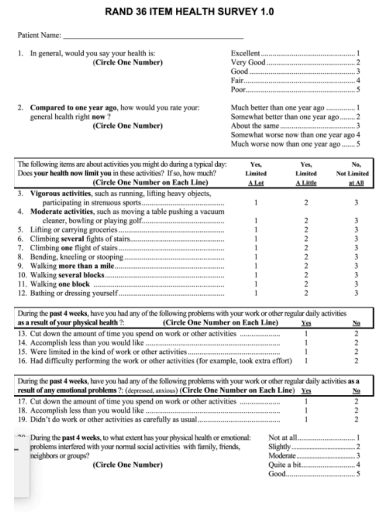 RAND 36 ITEM HEALTH SURVEY 1.0
Patient Name:
1. In general, would you say your health is:
(Circle One Number)
Excellent 1
Very Good 2
Good 3
Fair 4
Poor 5
2. Compared to one year ago, how would you rate your:
general health right now ?
(Circle One Number)
Much better than one year ago 1
Somewhat better than one year ago 2
About the same 3
Somewhat worse now than one year ago 4
Much worse now than one year ago 5
The following items are about activities you might do during a typical day:
Does your health now limit you in these activities? If so, how much?
(Circle One Number on Each Line)
Yes, Limited A Lot
Yes, Limited A Little
No, Not Limited at All
3. Vigorous activities, such as running, lifting heavy objects,
participating in strenuous sports 1 2 3
4. Moderate activities, such as moving a table pushing a vacuum
cleaner, bowling or playing golf 1 2 3
5. Lifting or carrying groceries 1 2 3
6. Climbing several fights of stairs 1 2 3
7. Climbing one flight of stairs 1 2 3
8. Bending, kneeling or stooping 1 2 3
9. Walking more than a mile 1 2 3
10. Walking several blocks 1 2 3
11. Walking one block 1 2 3
12. Bathing or dressing yourself 1 2 3
During the past 4 weeks, have you had any of the following problems with your work or other regular daily activities
as a result of your physical health ?: (Circle One Number on Each Line) Yes No
13. Cut down the amount of time you spend on work or other activities 1 2
14. Accomplish less than you would like 1 2
15. Were limited in the kind of work or other activities 1 2
16. Had difficulty performing the work or other activities (for example, took extra effort) 1 2
During the past 4 weeks, have you had any of the following problems with your work or other regular daily activities as a
result of any emotional problems ?: (depressed, anxious) (Circle One Number on Each Line) Yes No
17. Cut down the amount of time you spend on work or other activities 1 2
18. Accomplish less than you would like 1 2
19. Didn't do work or other activities as carefully as usual 1 2
During the past 4 weeks, to what extent has your physical health or emotional:
problems interfered with your normal social activities with family, friends,
neighbors or groups?
(Circle One Number)
Not at all 1
Slightly 2
Moderate 3
Quite a bit 4
Good 5